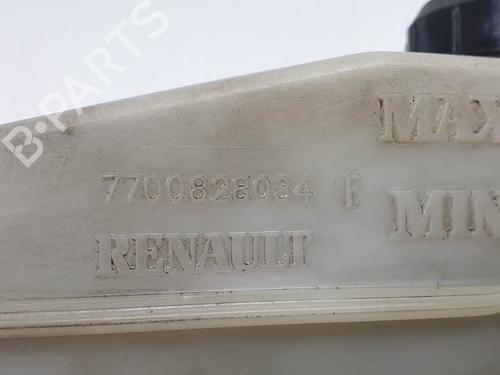 B-PARTS
MAX
7700828034 F
MIN
RENAULT